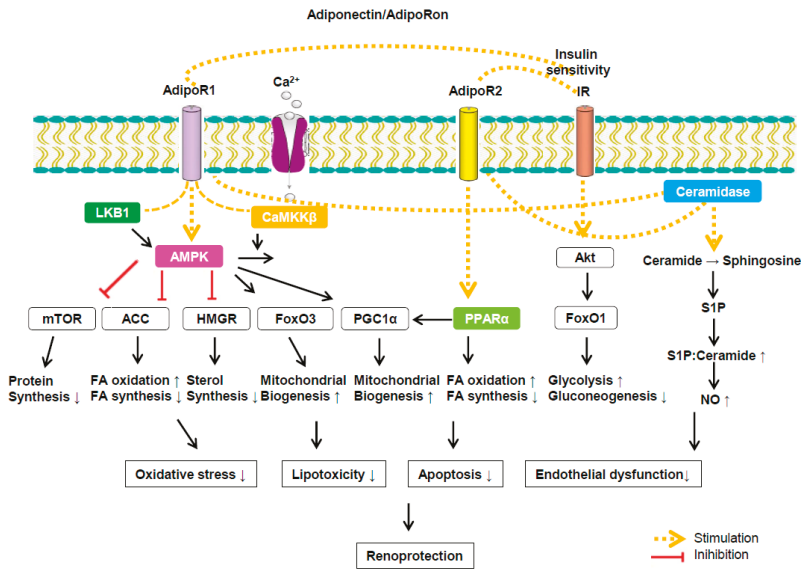 Adiponectin/AdipoRon
Insulin
sensitivity
AdipoR1
Ca2+
AdipoR2
IR
Ceramidase
LKB1
CaMKKβ
AMPK
Akt
Ceramide → Sphingosine
mTOR
ACC
HMGR
FoxO3
PGC1α
PPARα
FoxO1
S1P
S1P:Ceramide ↑
Protein
Synthesis ↓
FA oxidation ↑
FA synthesis ↓
Sterol
Synthesis ↓
Mitochondrial
Biogenesis ↑
Mitochondrial
Biogenesis ↑
FA oxidation ↑
FA synthesis ↓
Glycolysis ↑
Gluconeogenesis ↓
NO ↑
Oxidative stress ↓
Lipotoxicity ↓
Apoptosis ↓
Endothelial dysfunction↓
Renoprotection
Stimulation
Inihibition